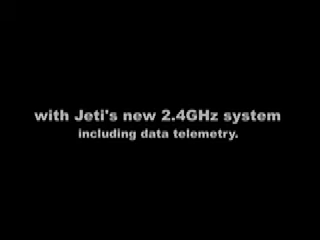 with Jeti's new 2.4GHz system
including data telemetry.